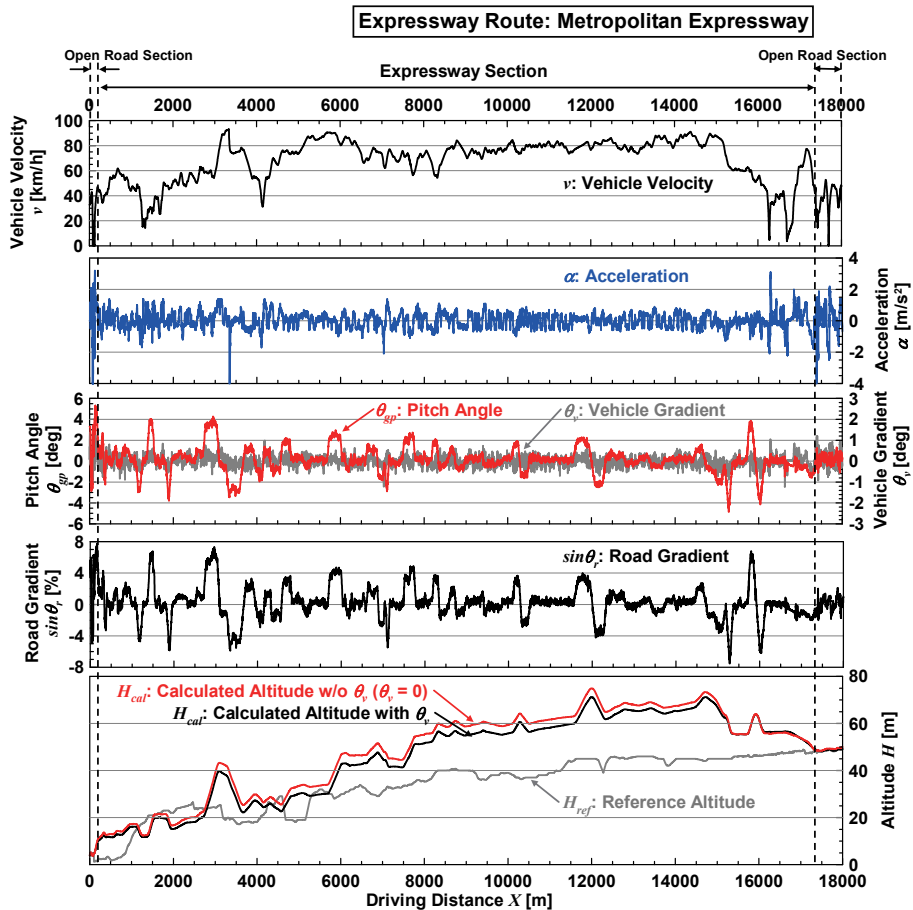 Expressway Route: Metropolitan Expressway
Open Road Section
Open Road Section
Expressway Section
0 2000 4000 6000 8000 10000 12000 14000 16000 18000
100
80
60
40
20
0
Vehicle Velocity
v [km/h]
v: Vehicle Velocity
4
2
0
-2
-4
Acceleration
α [m/s²]
α: Acceleration
6
4
2
0
-2
-4
-6
Pitch Angle
θgp [deg]
θgp: Pitch Angle
θv: Vehicle Gradient
3
2
1
0
-1
-2
-3
Vehicle Gradient
θv [deg]
8
4
0
-4
-8
Road Gradient
sinθr [%]
sinθr: Road Gradient
Hcal: Calculated Altitude w/o θv (θv = 0)
Hcal: Calculated Altitude with θv
Href: Reference Altitude
80
60
40
20
0
Altitude H [m]
0 2000 4000 6000 8000 10000 12000 14000 16000 18000
Driving Distance X [m]